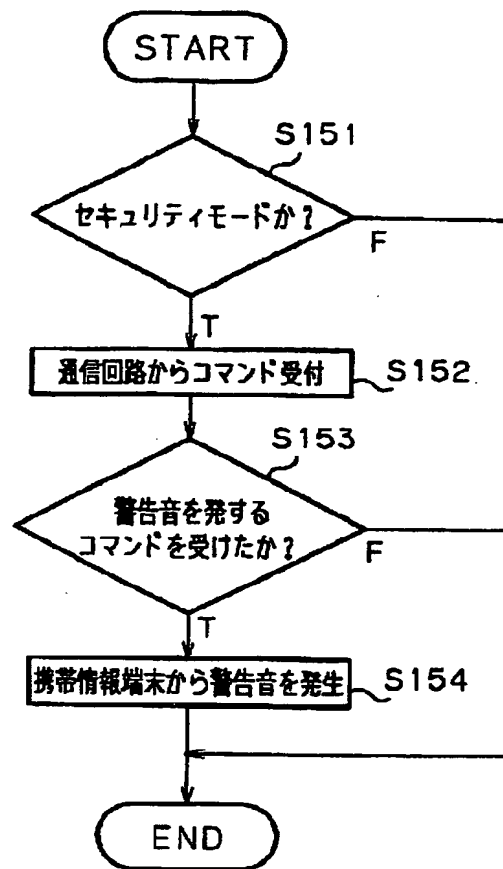 START
S151
セキュリティモードか?
F
T
通信回路からコマンド受付
S152
S153
警告音を発する
コマンドを受けたか?
F
T
携帯情報端末から警告音を発生
S154
END